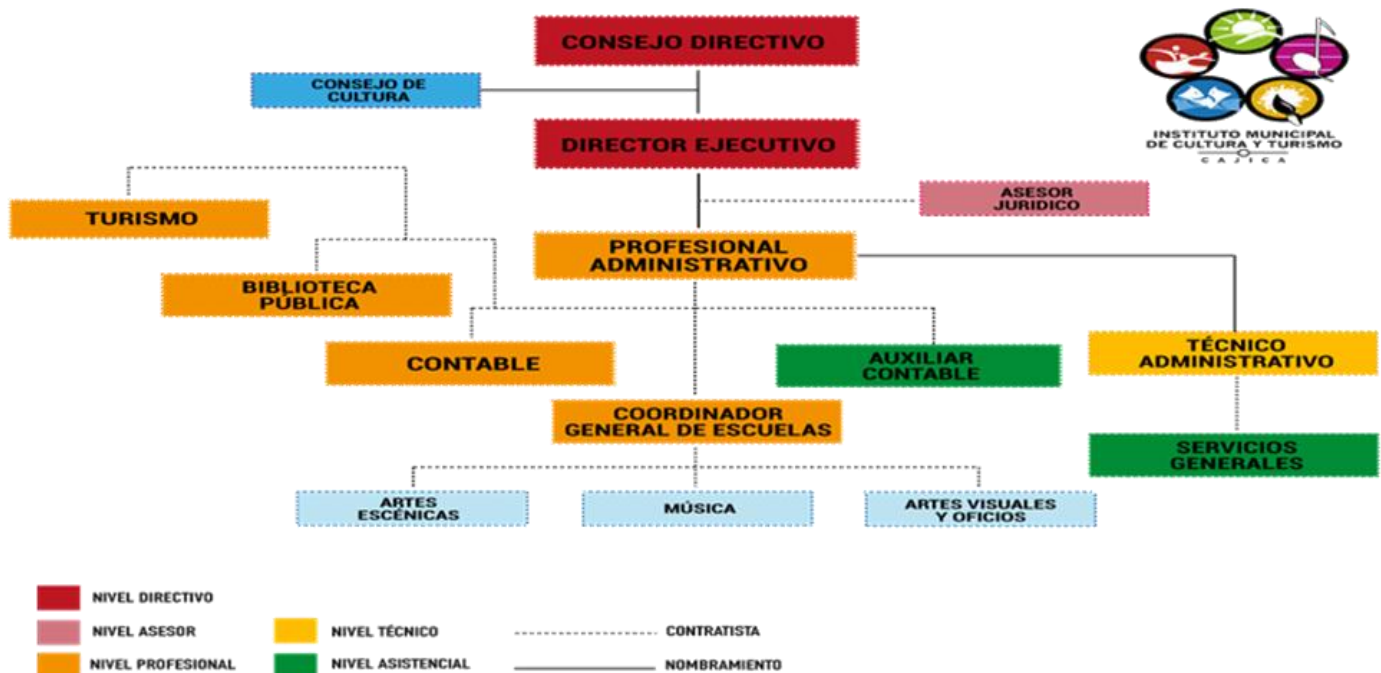 CONSEJO DIRECTIVO
CONSEJO DE
CULTURA
DIRECTOR EJECUTIVO
INSTITUTO MUNICIPAL
DE CULTURA Y TURISMO
CAJICA
ASESOR
JURIDICO
TURISMO
PROFESIONAL
ADMINISTRATIVO
BIBLIOTECA
PÚBLICA
CONTABLE
AUXILIAR
CONTABLE
TÉCNICO
ADMINISTRATIVO
COORDINADOR
GENERAL DE ESCUELAS
SERVICIOS
GENERALES
ARTES
ESCÉNICAS
MÚSICA
ARTES VISUALES
Y OFICIOS
NIVEL DIRECTIVO
NIVEL ASESOR
NIVEL TÉCNICO
CONTRATISTA
NIVEL PROFESIONAL
NIVEL ASISTENCIAL
NOMBRAMIENTO